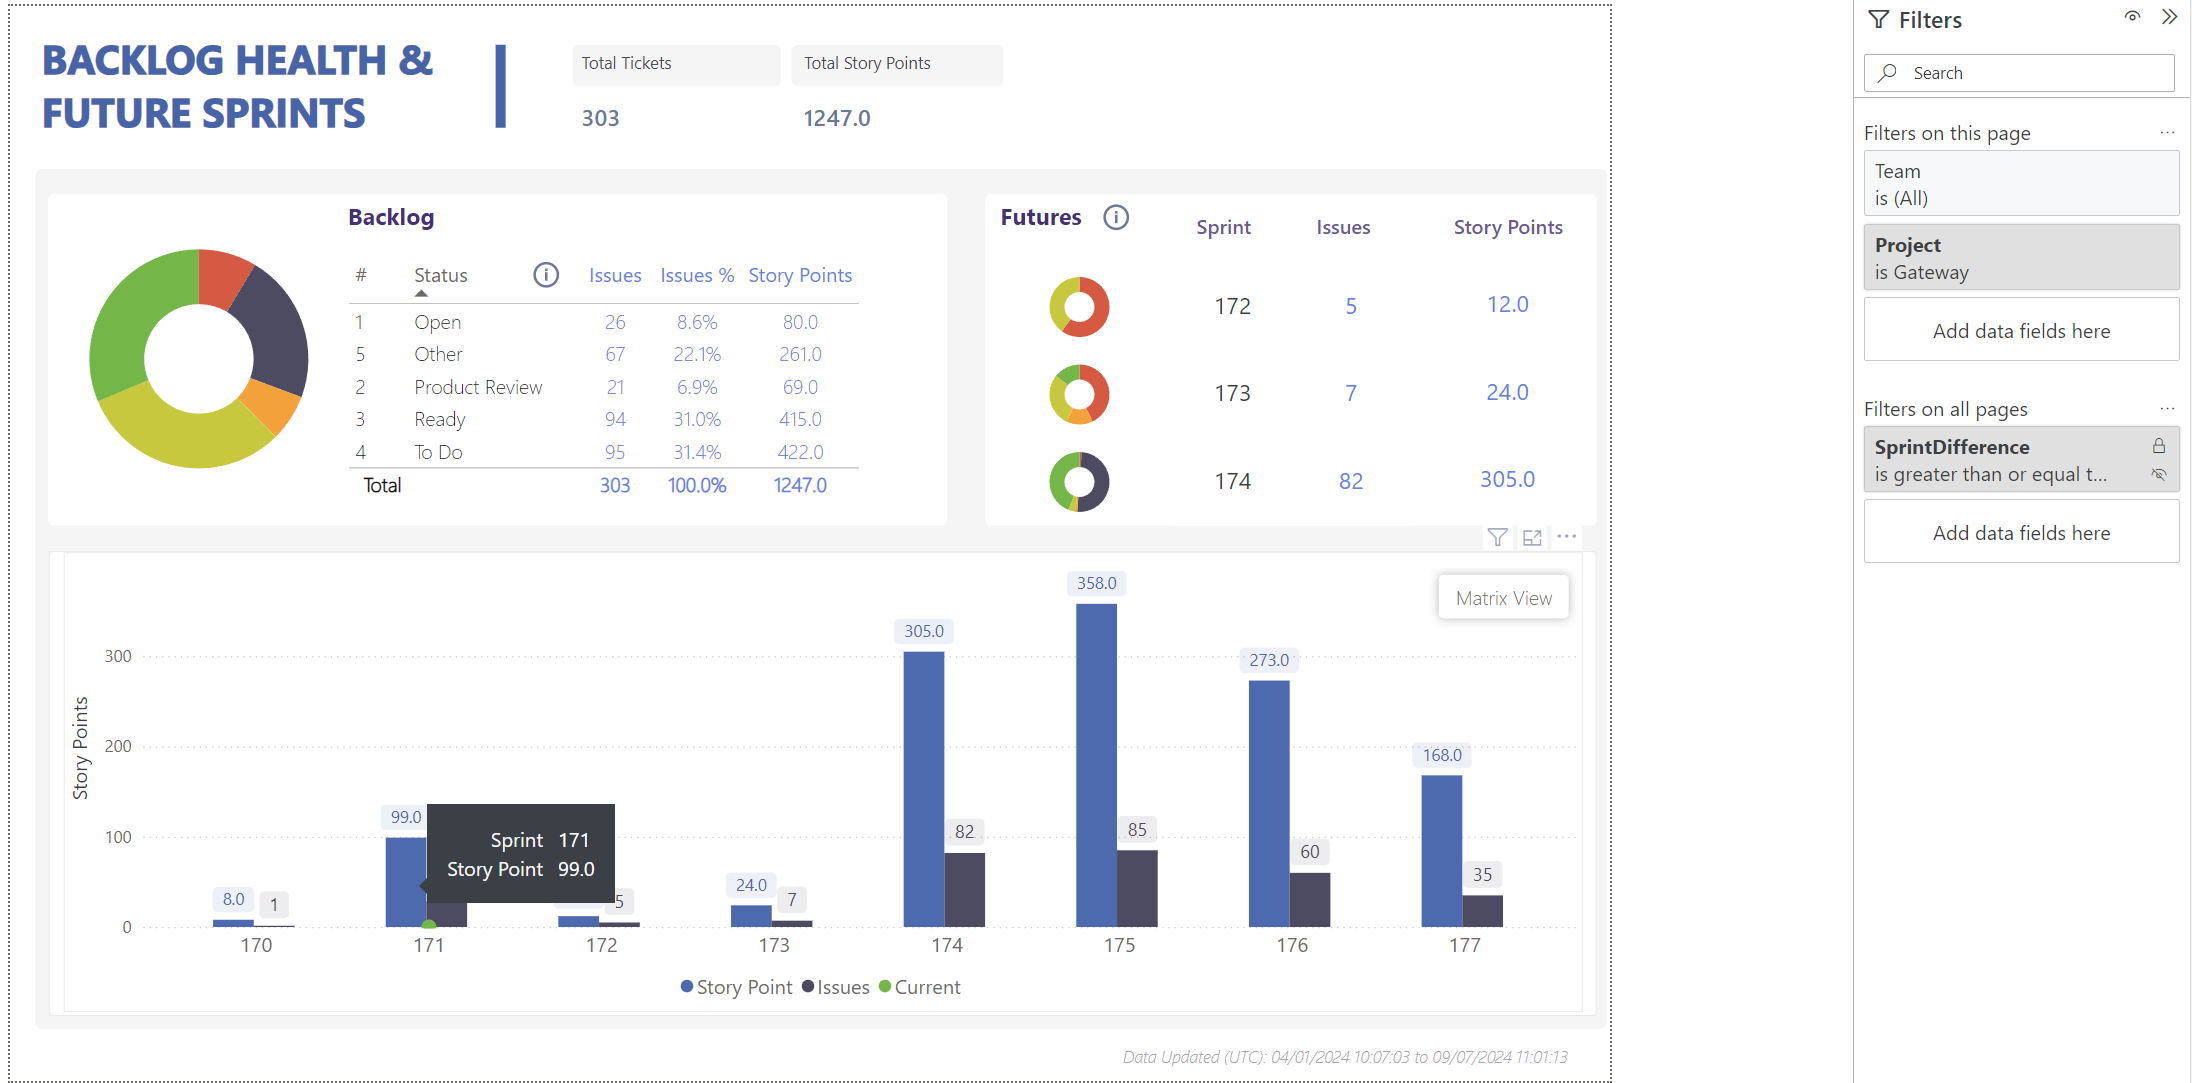 BACKLOG HEALTH &
FUTURE SPRINTS
Total Tickets
303
Total Story Points
1247.0
Backlog
# Status Issues Issues % Story Points
1 Open 26 8.6% 80.0
5 Other 67 22.1% 261.0
2 Product Review 21 6.9% 69.0
3 Ready 94 31.0% 415.0
4 To Do 95 31.4% 422.0
Total 303 100.0% 1247.0
Futures Sprint Issues Story Points
172 5 12.0
173 7 24.0
174 82 305.0
Matrix View
Story Points
300
200
100
0
8.0 1
99.0
5
24.0 7
305.0 82
358.0 85
273.0 60
168.0 35
Sprint 171
Story Point 99.0
170 171 172 173 174 175 176 177
Story Point Issues Current
Data Updated (UTC): 04/01/2024 10:07:03 to 09/07/2024 11:01:13
Filters
Search
Filters on this page
Team
is (All)
Project
is Gateway
Add data fields here
Filters on all pages
SprintDifference
is greater than or equal t...
Add data fields here